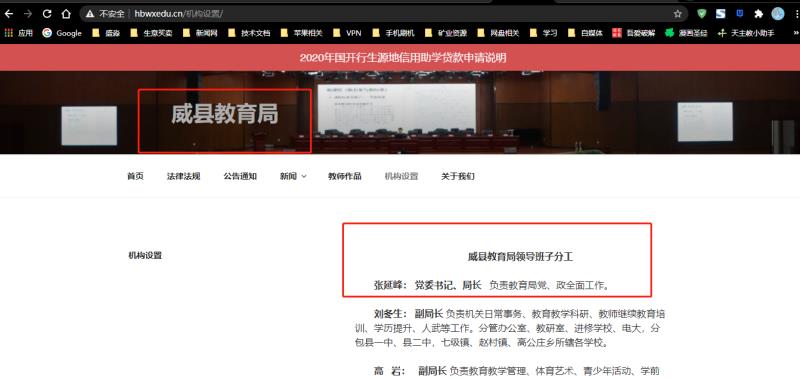 不安全 | hbwxedu.cn/机构设置/
应用 Google 盛淼 生意买卖 新闻网 技术文档 苹果相关 VPN 手机刷机 矿业资源 网盘相关 学习 自媒体 吾爱破解 漫画圣经 天主教小助手
2020年国开行生源地信用助学贷款申请说明
威县教育局
首页 法律法规 公告通知 新闻 教师作品 机构设置 关于我们
机构设置
威县教育局领导班子分工
张延峰： 党委书记、局长 负责教育局党、政全面工作。
刘冬生： 副局长 负责机关日常事务、教育教学科研、教师继续教育培
训、学历提升、人武等工作。分管办公室、教研室、进修学校、电大，分
包县一中、县二中，七级镇、赵村镇、高公庄乡所辖各学校。
高 岩： 副局长 负责教育教学管理、体育艺术、青少年活动、学前